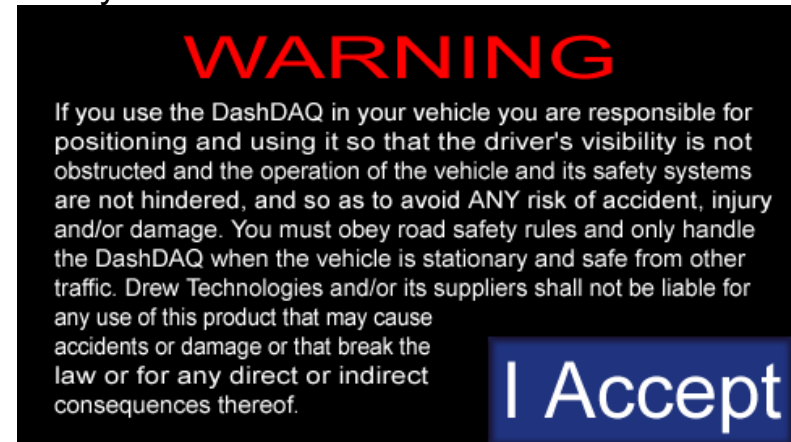 WARNING
If you use the DashDAQ in your vehicle you are responsible for
positioning and using it so that the driver's visibility is not
obstructed and the operation of the vehicle and its safety systems
are not hindered, and so as to avoid ANY risk of accident, injury
and/or damage. You must obey road safety rules and only handle
the DashDAQ when the vehicle is stationary and safe from other
traffic. Drew Technologies and/or its suppliers shall not be liable for
any use of this product that may cause
accidents or damage or that break the
law or for any direct or indirect
consequences thereof.
I Accept